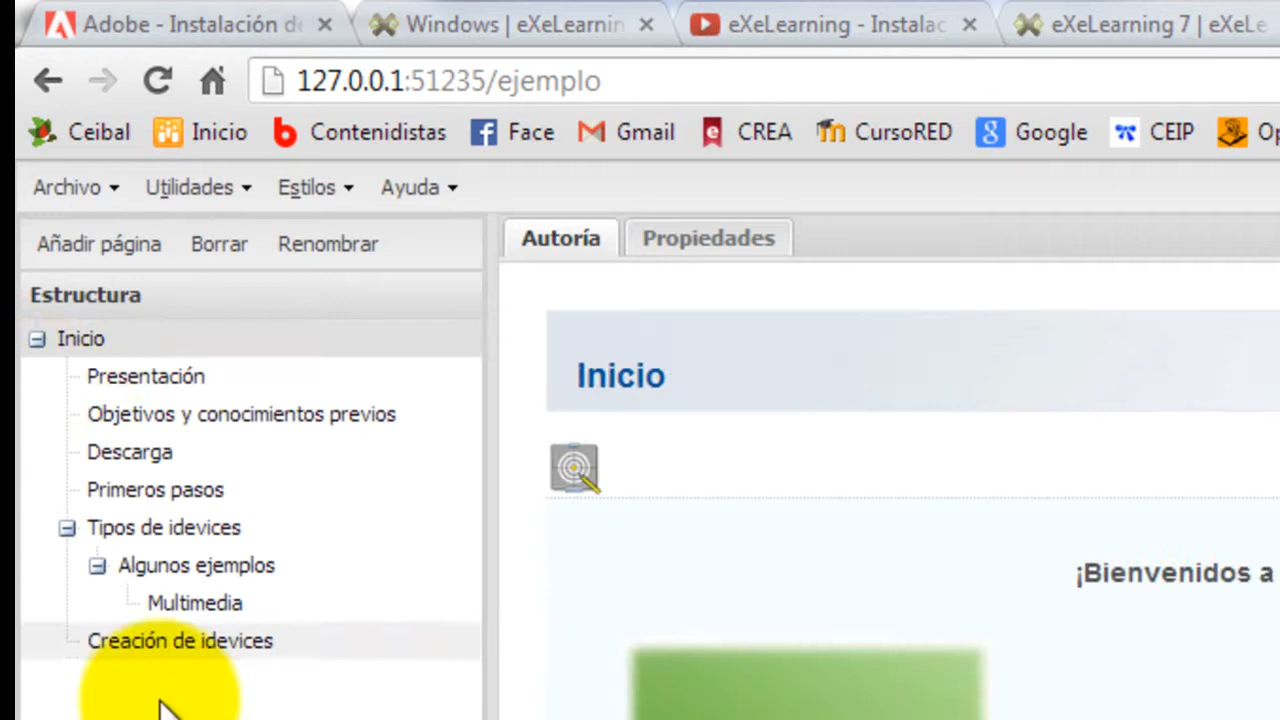 Adobe - Instalación de
Windows | eXeLearnin
eXeLearning - Instalac
eXeLearning 7 | eXeLe
127.0.0.1:51235/ejemplo
Ceibal Inicio Contenidistas Face Gmail CREA CursoRED Google CEIP Op
Archivo Utilidades Estilos Ayuda
Añadir página Borrar Renombrar
Autoría Propiedades
Estructura
Inicio
Presentación
Objetivos y conocimientos previos
Descarga
Primeros pasos
Tipos de idevices
Algunos ejemplos
Multimedia
Creación de idevices
Inicio
¡Bienvenidos a